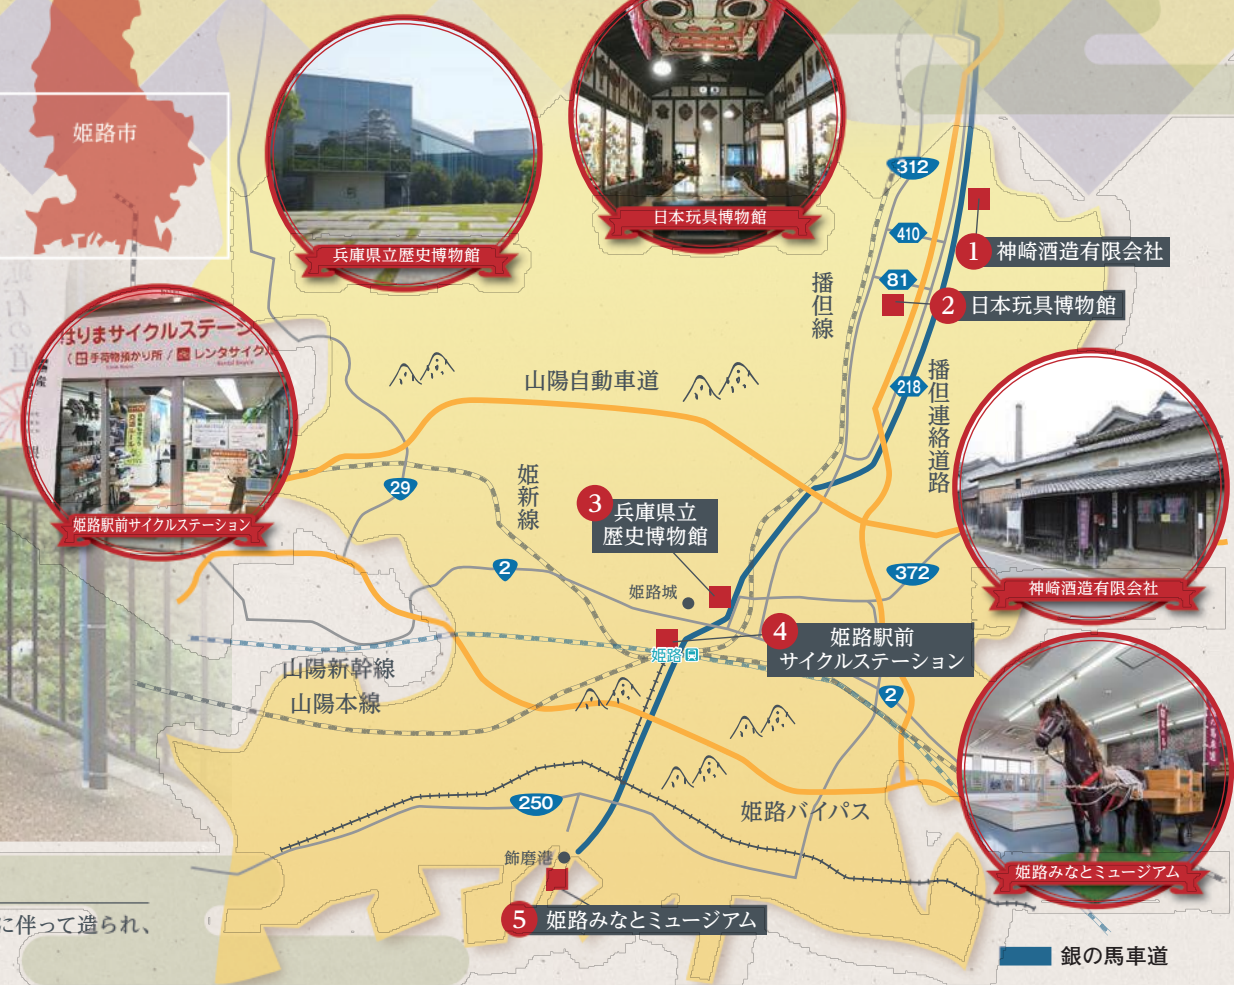 姫路市
兵庫県立歴史博物館
日本玩具博物館
312
410
81
1 神崎酒造有限会社
2 日本玩具博物館
播但線
はりまサイクルステーション
手荷物預かり所 / レンタサイクル
姫路駅前サイクルステーション
山陽自動車道
218
播但連絡道路
29
姫新線
3 兵庫県立
歴史博物館
神崎酒造有限会社
2
372
姫路城
4 姫路駅前
サイクルステーション
姫路
山陽新幹線
山陽本線
2
250
姫路バイパス
飾磨港
姫路みなとミュージアム
5 姫路みなとミュージアム
に伴って造られ、
銀の馬車道